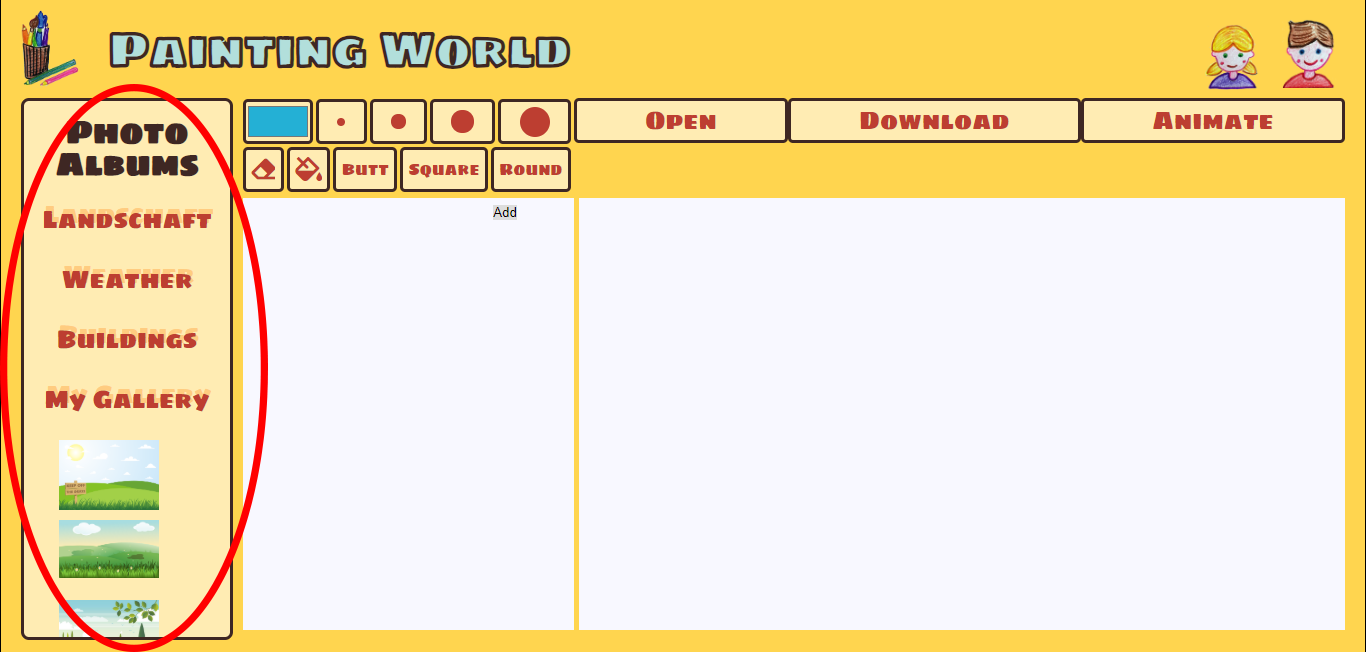 Painting World
Photo
Albums
Landschaft
Weather
Buildings
My Gallery
Open
Download
Animate
Butt
Square
Round
Add